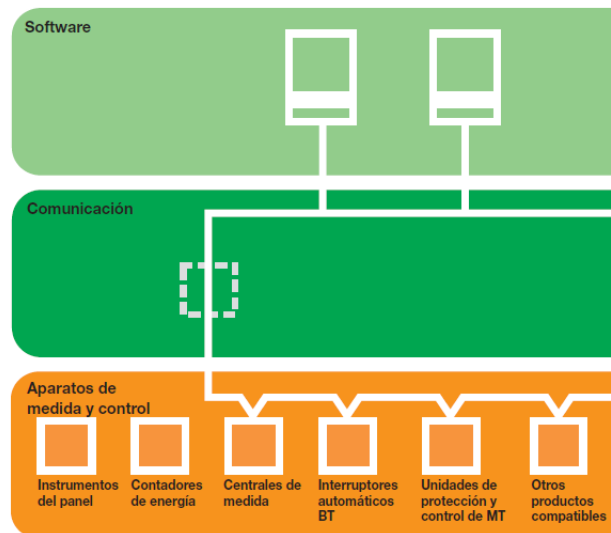 Software
Comunicación
Aparatos de
medida y control
Instrumentos
del panel
Contadores
de energía
Centrales de
medida
Interruptores
automáticos
BT
Unidades de
protección y
control de MT
Otros
productos
compatibles